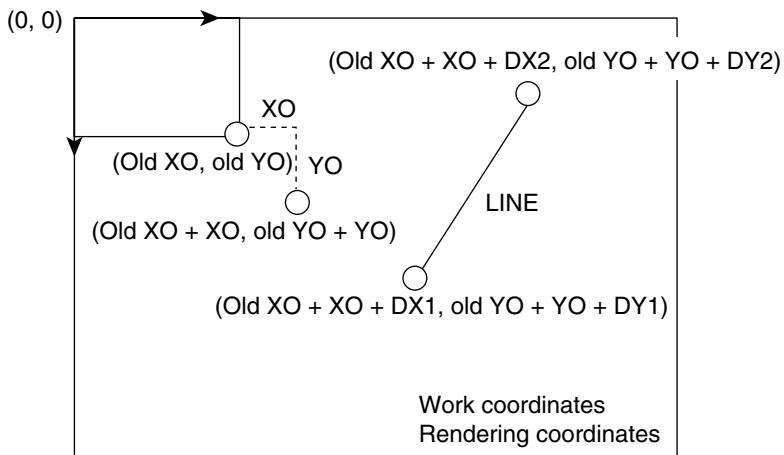 (0, 0)
(Old XO + XO + DX2, old YO + YO + DY2)
XO
(Old XO, old YO)
YO
LINE
(Old XO + XO, old YO + YO)
(Old XO + XO + DX1, old YO + YO + DY1)
Work coordinates
Rendering coordinates